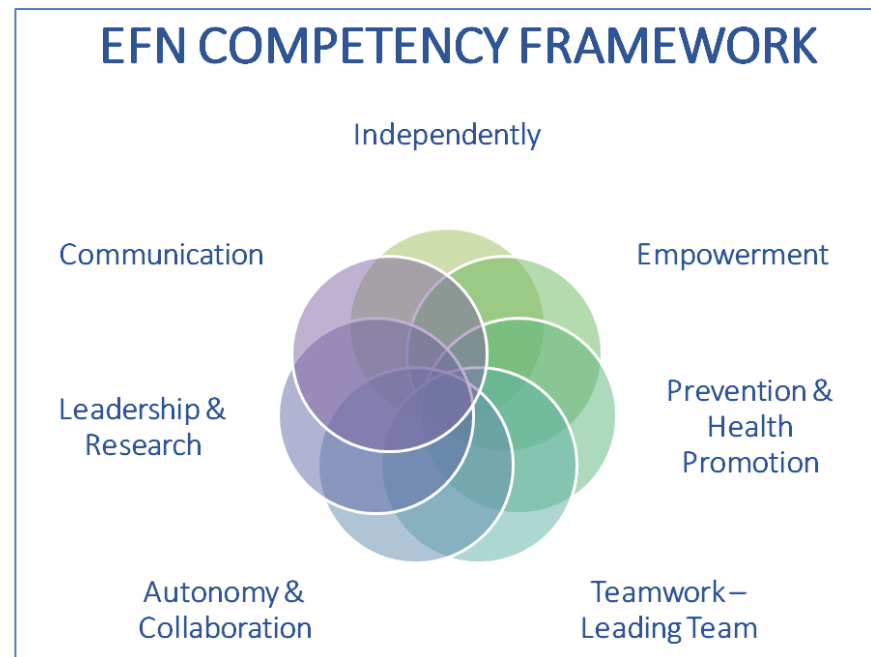 EFN COMPETENCY FRAMEWORK
Independently
Communication
Empowerment
Leadership &
Research
Prevention &
Health
Promotion
Autonomy &
Collaboration
Teamwork –
Leading Team